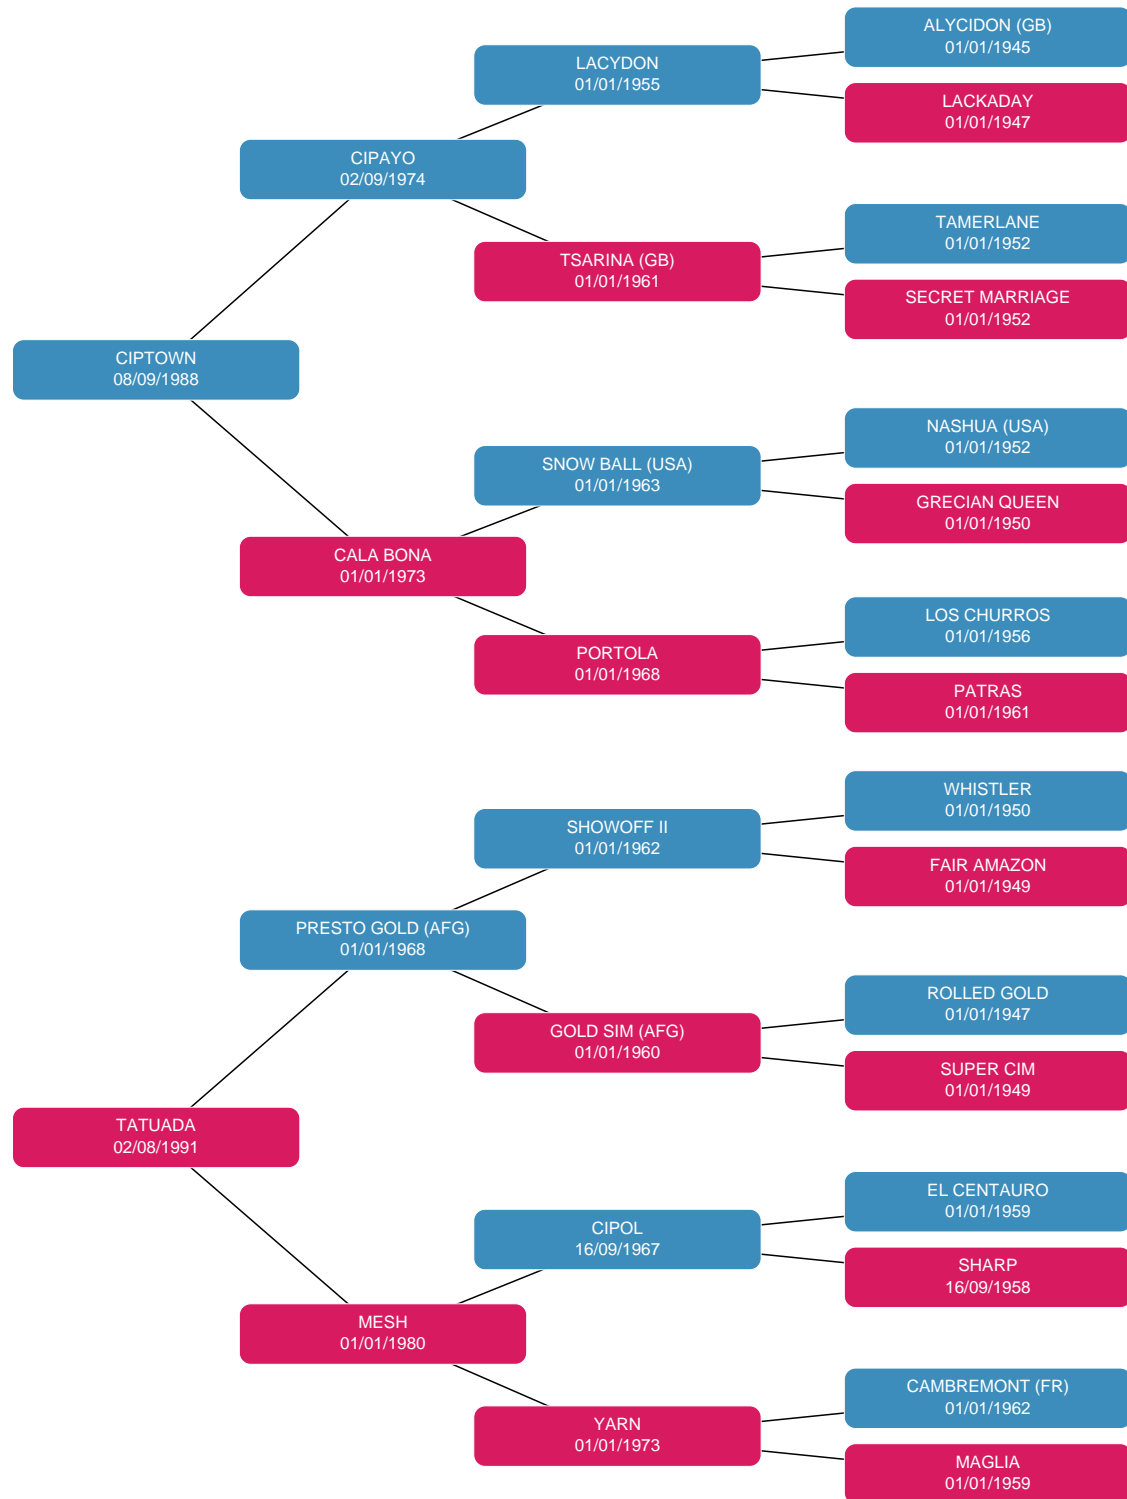 ALYCIDON (GB)
01/01/1945
LACYDON
01/01/1955
LACKADAY
01/01/1947
CIPAYO
02/09/1974
TAMERLANE
01/01/1952
TSARINA (GB)
01/01/1961
SECRET MARRIAGE
01/01/1952
CIPTOWN
08/09/1988
NASHUA (USA)
01/01/1952
SNOW BALL (USA)
01/01/1963
GRECIAN QUEEN
01/01/1950
CALA BONA
01/01/1973
LOS CHURROS
01/01/1956
PORTOLA
01/01/1968
PATRAS
01/01/1961
WHISTLER
01/01/1950
SHOWOFF II
01/01/1962
FAIR AMAZON
01/01/1949
PRESTO GOLD (AFG)
01/01/1968
ROLLED GOLD
01/01/1947
GOLD SIM (AFG)
01/01/1960
SUPER CIM
01/01/1949
TATUADA
02/08/1991
EL CENTAURO
01/01/1959
CIPOL
16/09/1967
SHARP
16/09/1958
MESH
01/01/1980
CAMBREMONT (FR)
01/01/1962
YARN
01/01/1973
MAGLIA
01/01/1959